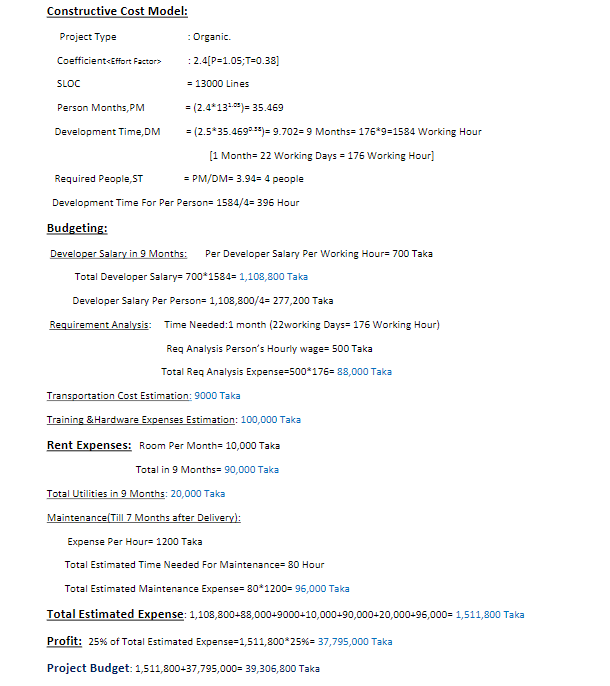 Constructive Cost Model:
Project Type : Organic.
Coefficient<Effort Factor> : 2.4[P=1.05;T=0.38]
SLOC = 13000 Lines
Person Months,PM = (2.4*13^1.05)= 35.469
Development Time,DM = (2.5*35.469^0.38)= 9.702= 9 Months= 176*9=1584 Working Hour
[1 Month= 22 Working Days = 176 Working Hour]
Required People,ST = PM/DM= 3.94= 4 people
Development Time For Per Person= 1584/4= 396 Hour
Budgeting:
Developer Salary in 9 Months: Per Developer Salary Per Working Hour= 700 Taka
Total Developer Salary= 700*1584= 1,108,800 Taka
Developer Salary Per Person= 1,108,800/4= 277,200 Taka
Requirement Analysis: Time Needed:1 month (22working Days= 176 Working Hour)
Req Analysis Person's Hourly wage= 500 Taka
Total Req Analysis Expense=500*176= 88,000 Taka
Transportation Cost Estimation: 9000 Taka
Training &Hardware Expenses Estimation: 100,000 Taka
Rent Expenses: Room Per Month= 10,000 Taka
Total in 9 Months= 90,000 Taka
Total Utilities in 9 Months: 20,000 Taka
Maintenance(Till 7 Months after Delivery):
Expense Per Hour= 1200 Taka
Total Estimated Time Needed For Maintenance= 80 Hour
Total Estimated Maintenance Expense= 80*1200= 96,000 Taka
Total Estimated Expense: 1,108,800+88,000+9000+10,000+90,000+20,000+96,000= 1,511,800 Taka
Profit: 25% of Total Estimated Expense=1,511,800*25%= 37,795,000 Taka
Project Budget: 1,511,800+37,795,000= 39,306,800 Taka